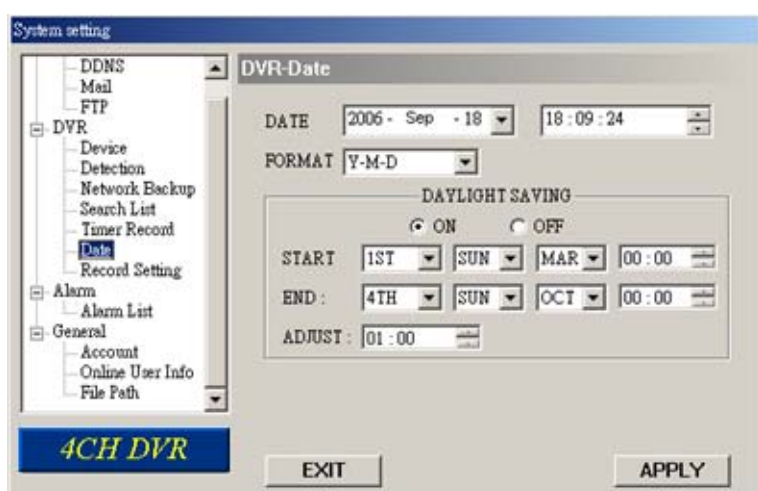 System setting
DDNS
Mail
FTP
DVR
Device
Detection
Network Backup
Search List
Timer Record
Date
Record Setting
Alarm
Alarm List
General
Account
Online User Info
File Path
4CH DVR
DVR-Date
DATE 2006 - Sep - 18 18 : 09 : 24
FORMAT Y-M-D
DAYLIGHT SAVING
ON OFF
START 1ST SUN MAR 00 : 00
END : 4TH SUN OCT 00 : 00
ADJUST : 01 : 00
EXIT APPLY